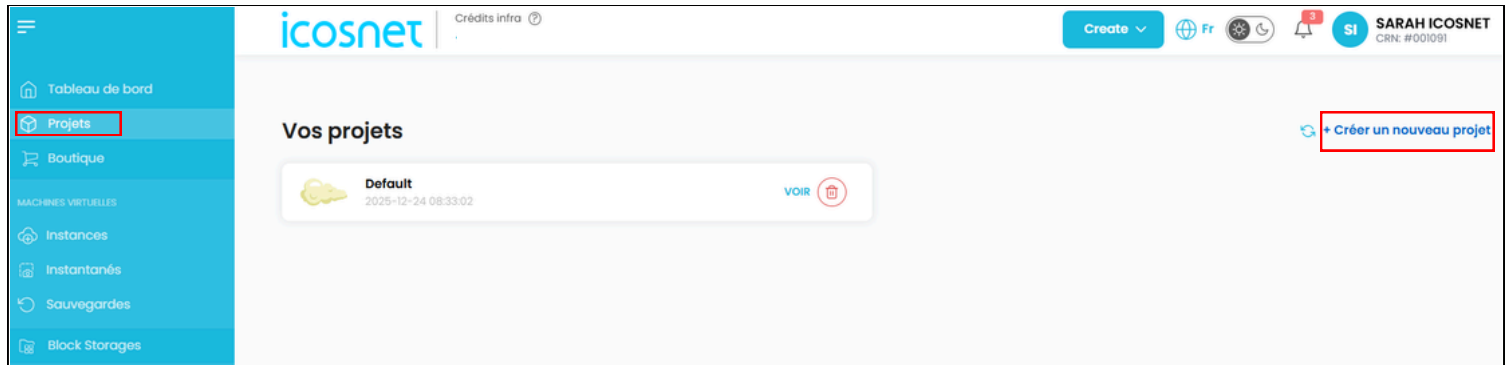 icosnet
Crédits infra ?
Create
Fr
3
SI
SARAH ICOSNET
CRN: #001091
Tableau de bord
Projets
Boutique
MACHINES VIRTUELLES
Instances
Instantanés
Sauvegardes
Block Storages
Vos projets
+ Créer un nouveau projet
Default
2025-12-24 08:33:02
VOIR